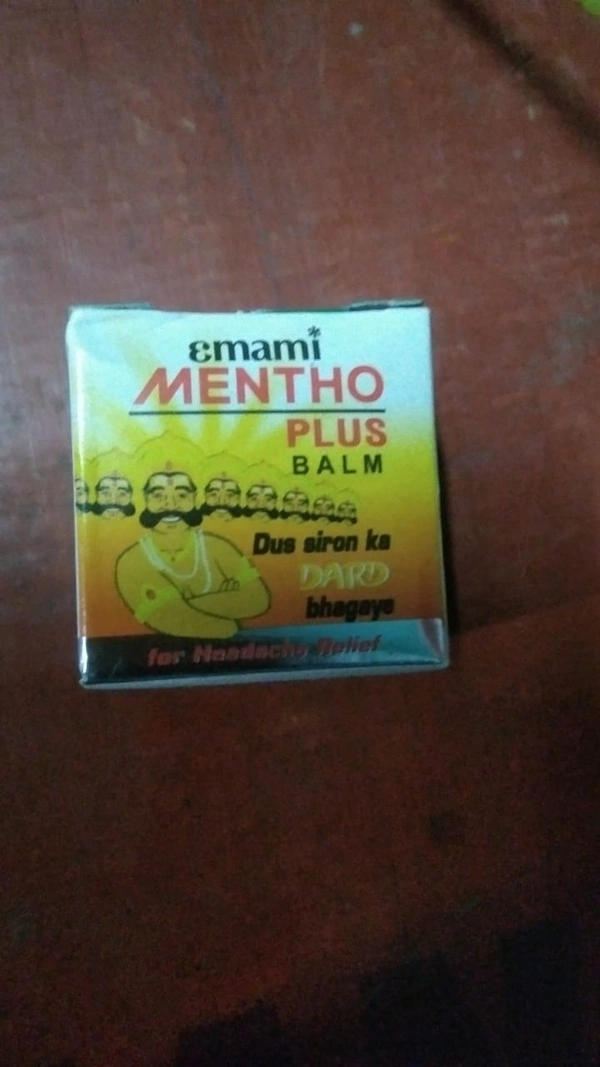 emami*
MENTHO
PLUS
BALM
Dus siron ka
DARD
bhagaye
for Headache Relief